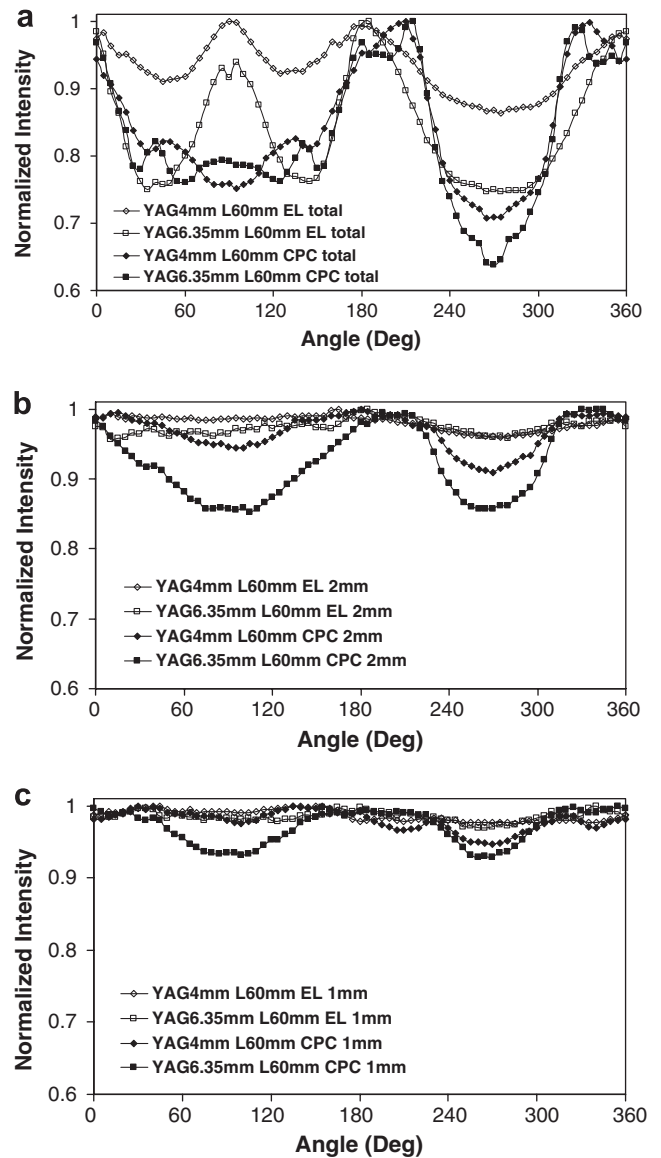 a
1
0.9
0.8
0.7
0.6
Normalized Intensity
YAG4mm L60mm EL total
YAG6.35mm L60mm EL total
YAG4mm L60mm CPC total
YAG6.35mm L60mm CPC total
0 60 120 180 240 300 360
Angle (Deg)
b
1
0.9
0.8
0.7
0.6
Normalized Intensity
YAG4mm L60mm EL 2mm
YAG6.35mm L60mm EL 2mm
YAG4mm L60mm CPC 2mm
YAG6.35mm L60mm CPC 2mm
0 60 120 180 240 300 360
Angle (Deg)
c
1
0.9
0.8
0.7
0.6
Normalized Intensity
YAG4mm L60mm EL 1mm
YAG6.35mm L60mm EL 1mm
YAG4mm L60mm CPC 1mm
YAG6.35mm L60mm CPC 1mm
0 60 120 180 240 300 360
Angle (Deg)